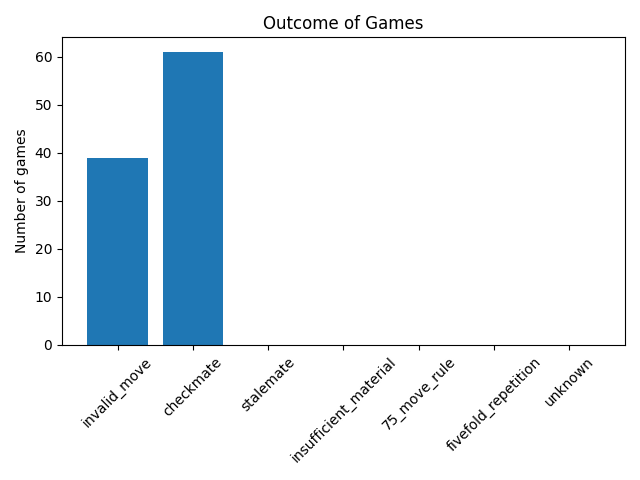 Outcome of Games
Number of games
60
50
40
30
20
10
0
invalid_move
checkmate
stalemate
insufficient_material
75_move_rule
fivefold_repetition
unknown